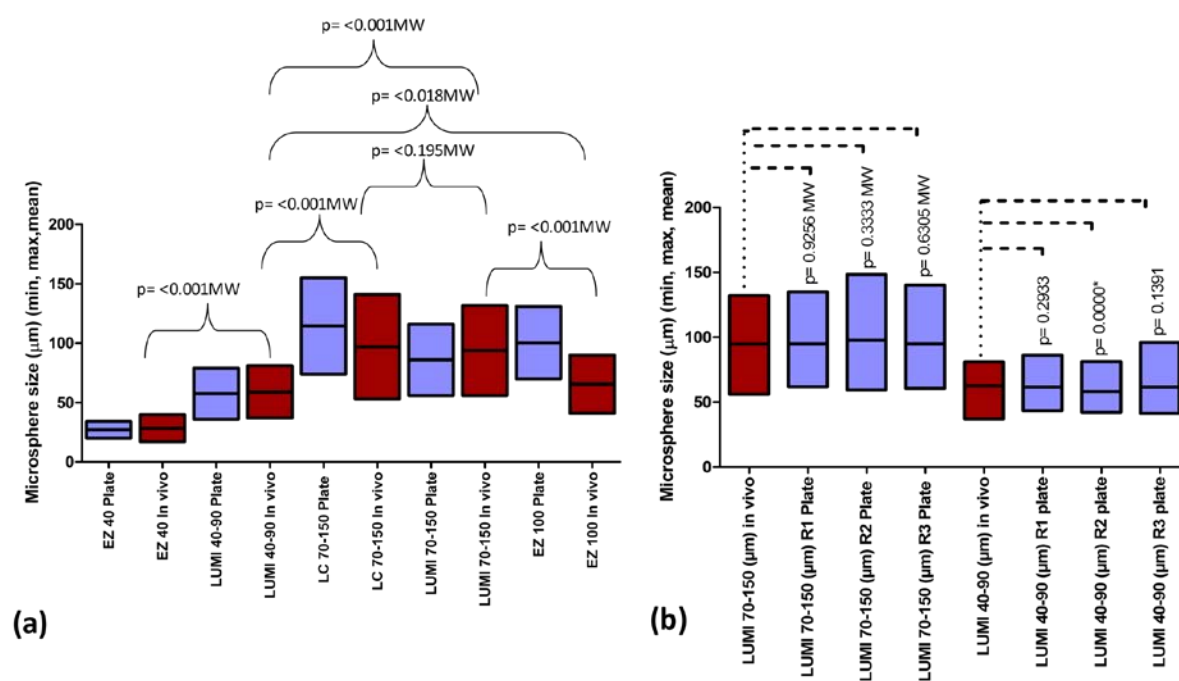 p= <0.001MW
p= <0.018MW
p= <0.195MW
p= <0.001MW
p= <0.001MW
p= <0.001MW
Microsphere size (μm) (min, max,mean)
200
150
100
50
0
EZ 40 Plate
EZ 40 In vivo
LUMI 40-90 Plate
LUMI 40-90 In vivo
LC 70-150 Plate
LC 70-150 In vivo
LUMI 70-150 Plate
LUMI 70-150 In vivo
EZ 100 Plate
EZ 100 In vivo
(a)
Microsphere size (μm) (min, max, mean)
200
150
100
50
0
p= 0.9256 MW
p= 0.3333 MW
p= 0.6305 MW
p= 0.2933
p= 0.0000*
p= 0.1391
LUMI 70-150 (μm) in vivo
LUMI 70-150 (μm) R1 Plate
LUMI 70-150 (μm) R2 Plate
LUMI 70-150 (μm) R3 Plate
LUMI 40-90 (μm) in vivo
LUMI 40-90 (μm) R1 plate
LUMI 40-90 (μm) R2 plate
LUMI 40-90 (μm) R3 plate
(b)